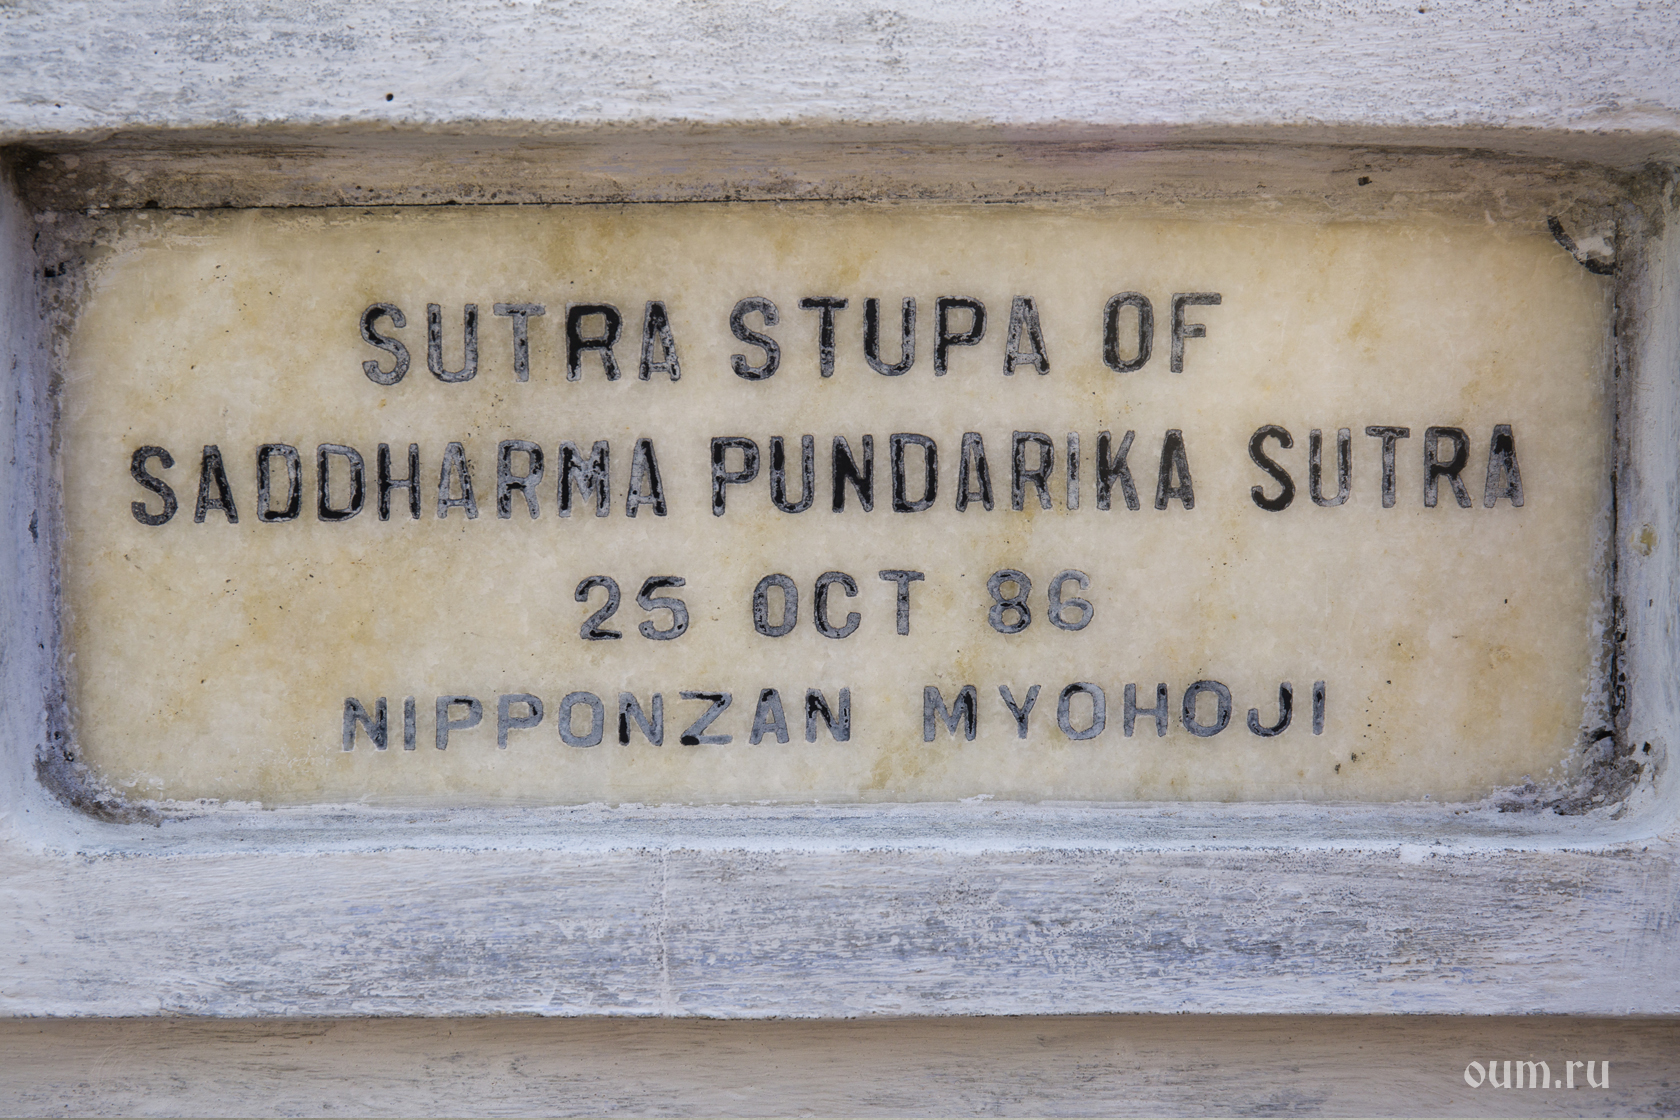 SUTRA STUPA OF
SADDHARMA PUNDARIKA SUTRA
25 OCT 86
NIPPONZAN MYOHOJI
oum.ru